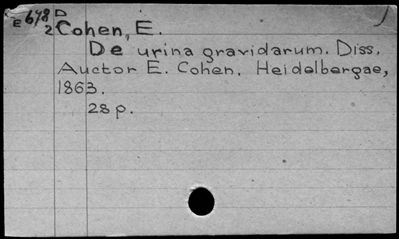 E 648 D
2 Cohen, E.
De urina gravidarum. Diss.
Auctor E. Cohen. Heidelbergae,
1863.
28 p.